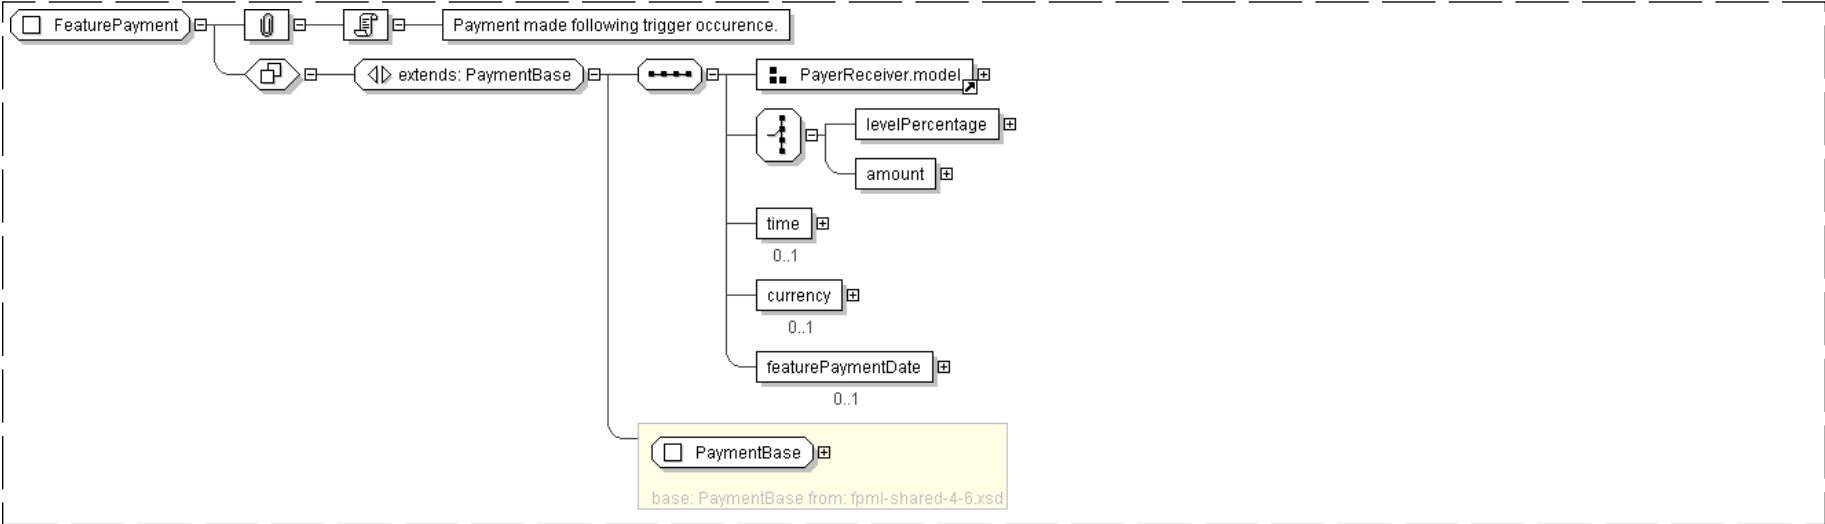 FeaturePayment
Payment made following trigger occurence.
extends: PaymentBase
PayerReceiver.model
levelPercentage
amount
time
0..1
currency
0..1
featurePaymentDate
0..1
PaymentBase
base: PaymentBase from: fpml-shared-4-6.xsd